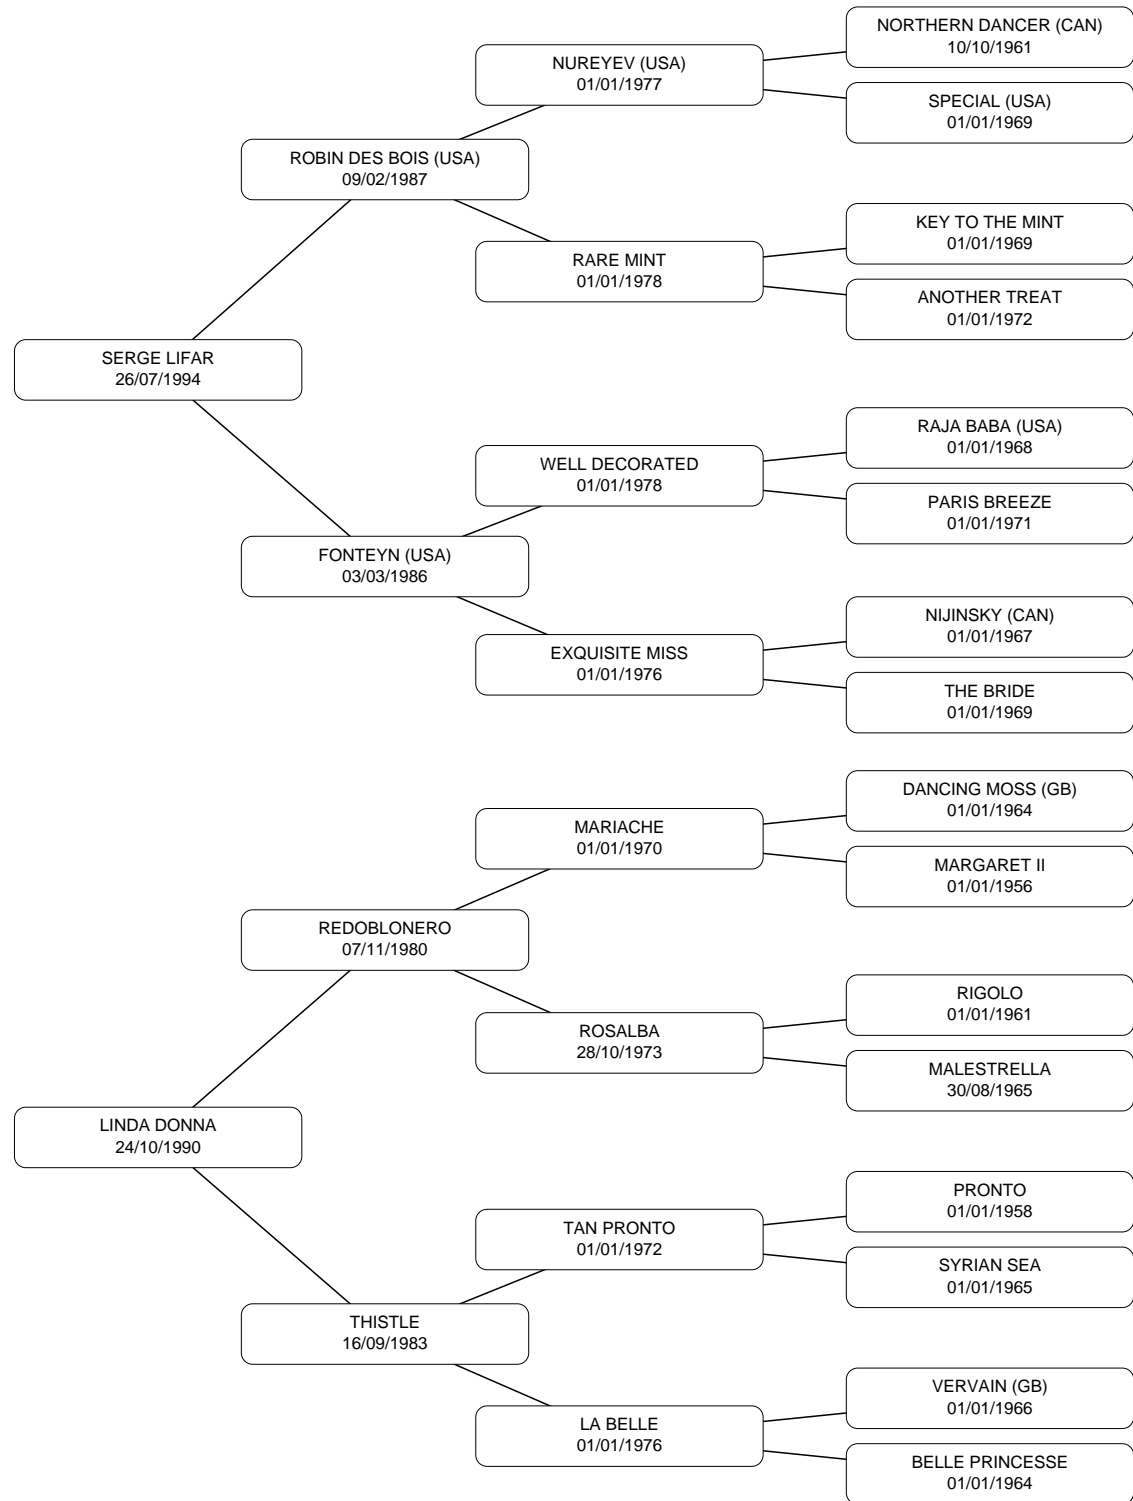 NORTHERN DANCER (CAN)
10/10/1961
NUREYEV (USA)
01/01/1977
SPECIAL (USA)
01/01/1969
ROBIN DES BOIS (USA)
09/02/1987
KEY TO THE MINT
01/01/1969
RARE MINT
01/01/1978
ANOTHER TREAT
01/01/1972
SERGE LIFAR
26/07/1994
RAJA BABA (USA)
01/01/1968
WELL DECORATED
01/01/1978
PARIS BREEZE
01/01/1971
FONTEYN (USA)
03/03/1986
NIJINSKY (CAN)
01/01/1967
EXQUISITE MISS
01/01/1976
THE BRIDE
01/01/1969
DANCING MOSS (GB)
01/01/1964
MARIACHE
01/01/1970
MARGARET II
01/01/1956
REDOBLONERO
07/11/1980
RIGOLO
01/01/1961
ROSALBA
28/10/1973
MALESTRELLA
30/08/1965
LINDA DONNA
24/10/1990
PRONTO
01/01/1958
TAN PRONTO
01/01/1972
SYRIAN SEA
01/01/1965
THISTLE
16/09/1983
VERVAIN (GB)
01/01/1966
LA BELLE
01/01/1976
BELLE PRINCESSE
01/01/1964